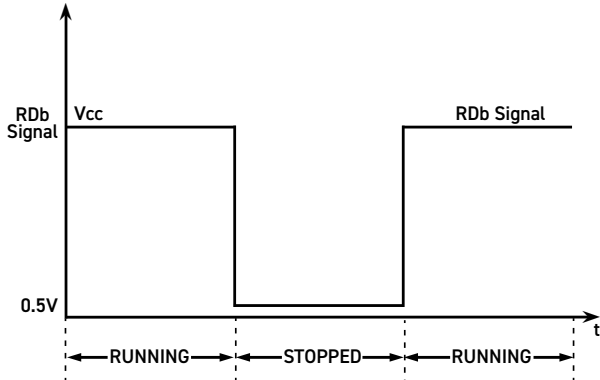 RDb
Signal
Vcc
RDb Signal
0.5V
t
RUNNING
STOPPED
RUNNING